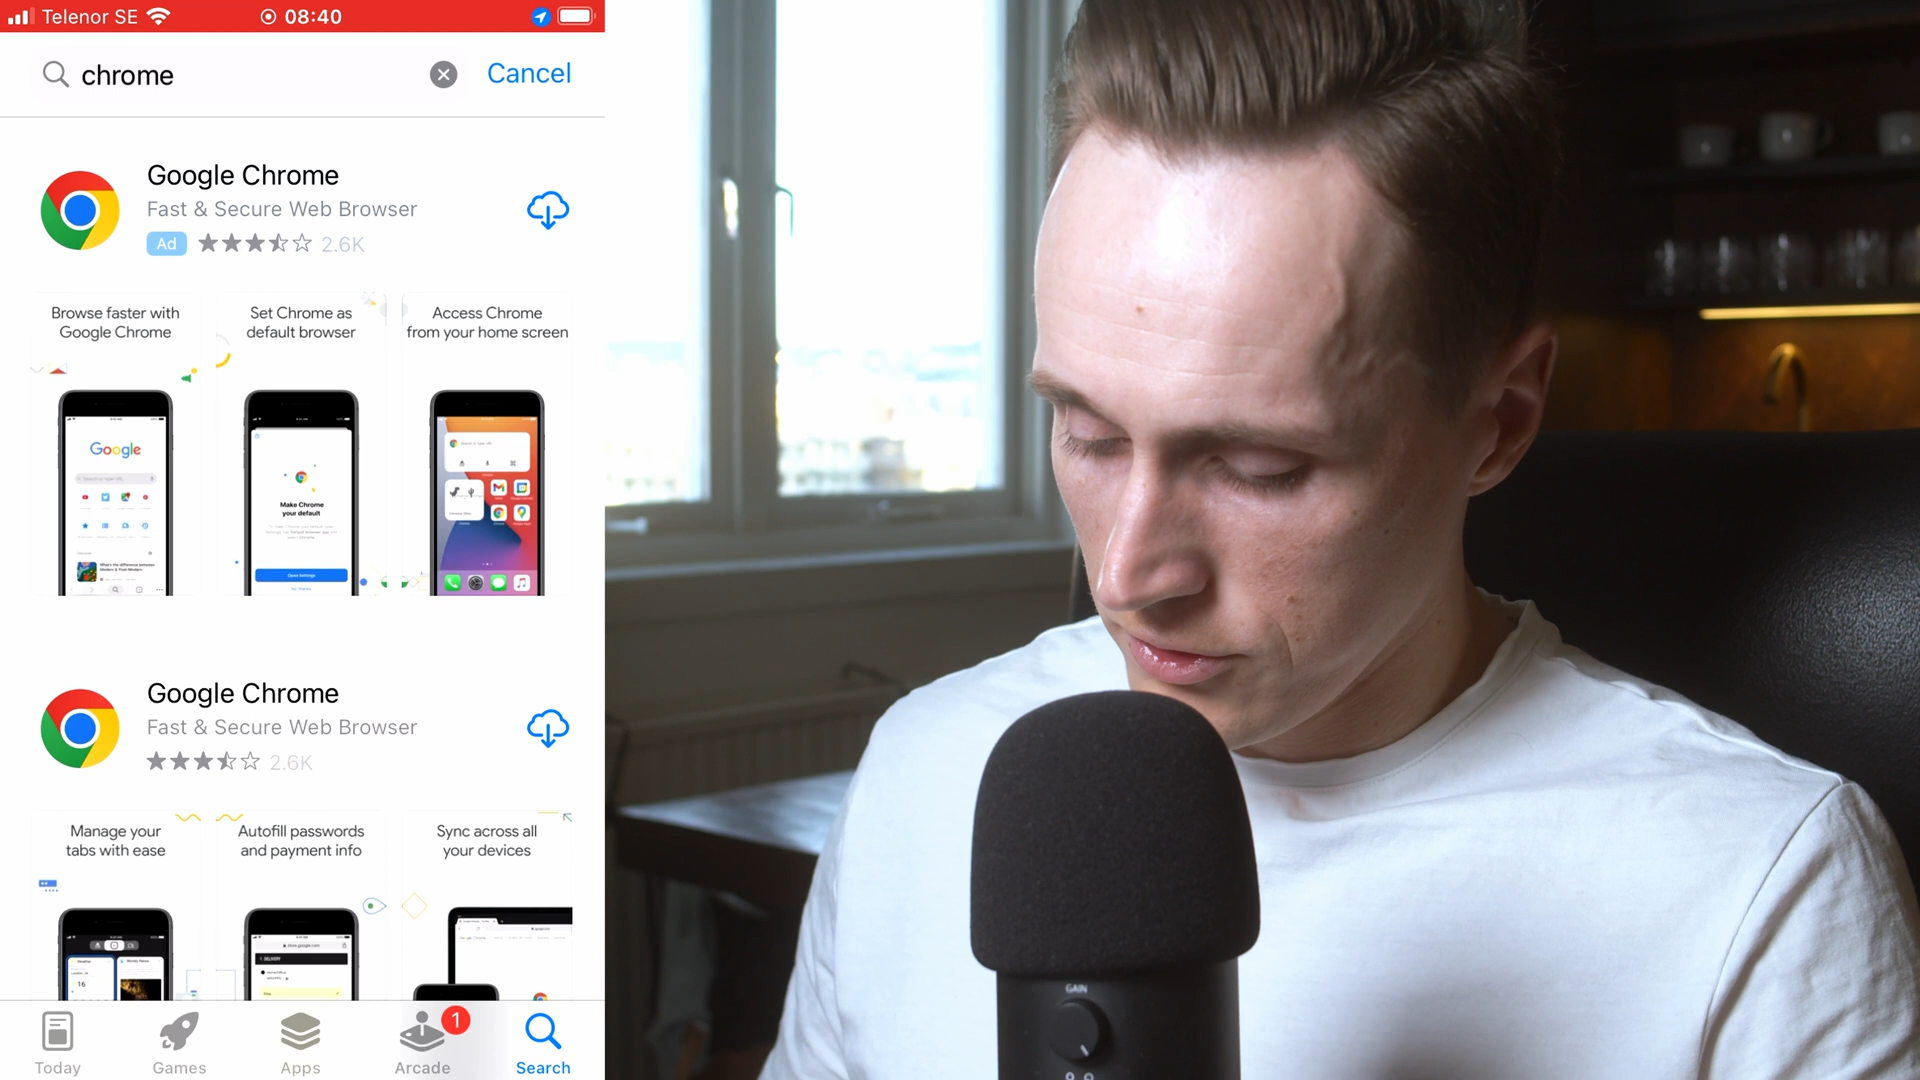 Telenor SE
08:40
chrome
Cancel
Google Chrome
Fast & Secure Web Browser
Ad
2.6K
Browse faster with
Google Chrome
Set Chrome as
default browser
Access Chrome
from your home screen
Google
Make Chrome
your default
Open Settings
Google Chrome
Fast & Secure Web Browser
2.6K
Manage your
tabs with ease
Autofill passwords
and payment info
Sync across all
your devices
16
1
Today
Games
Apps
Arcade
Search
GAIN